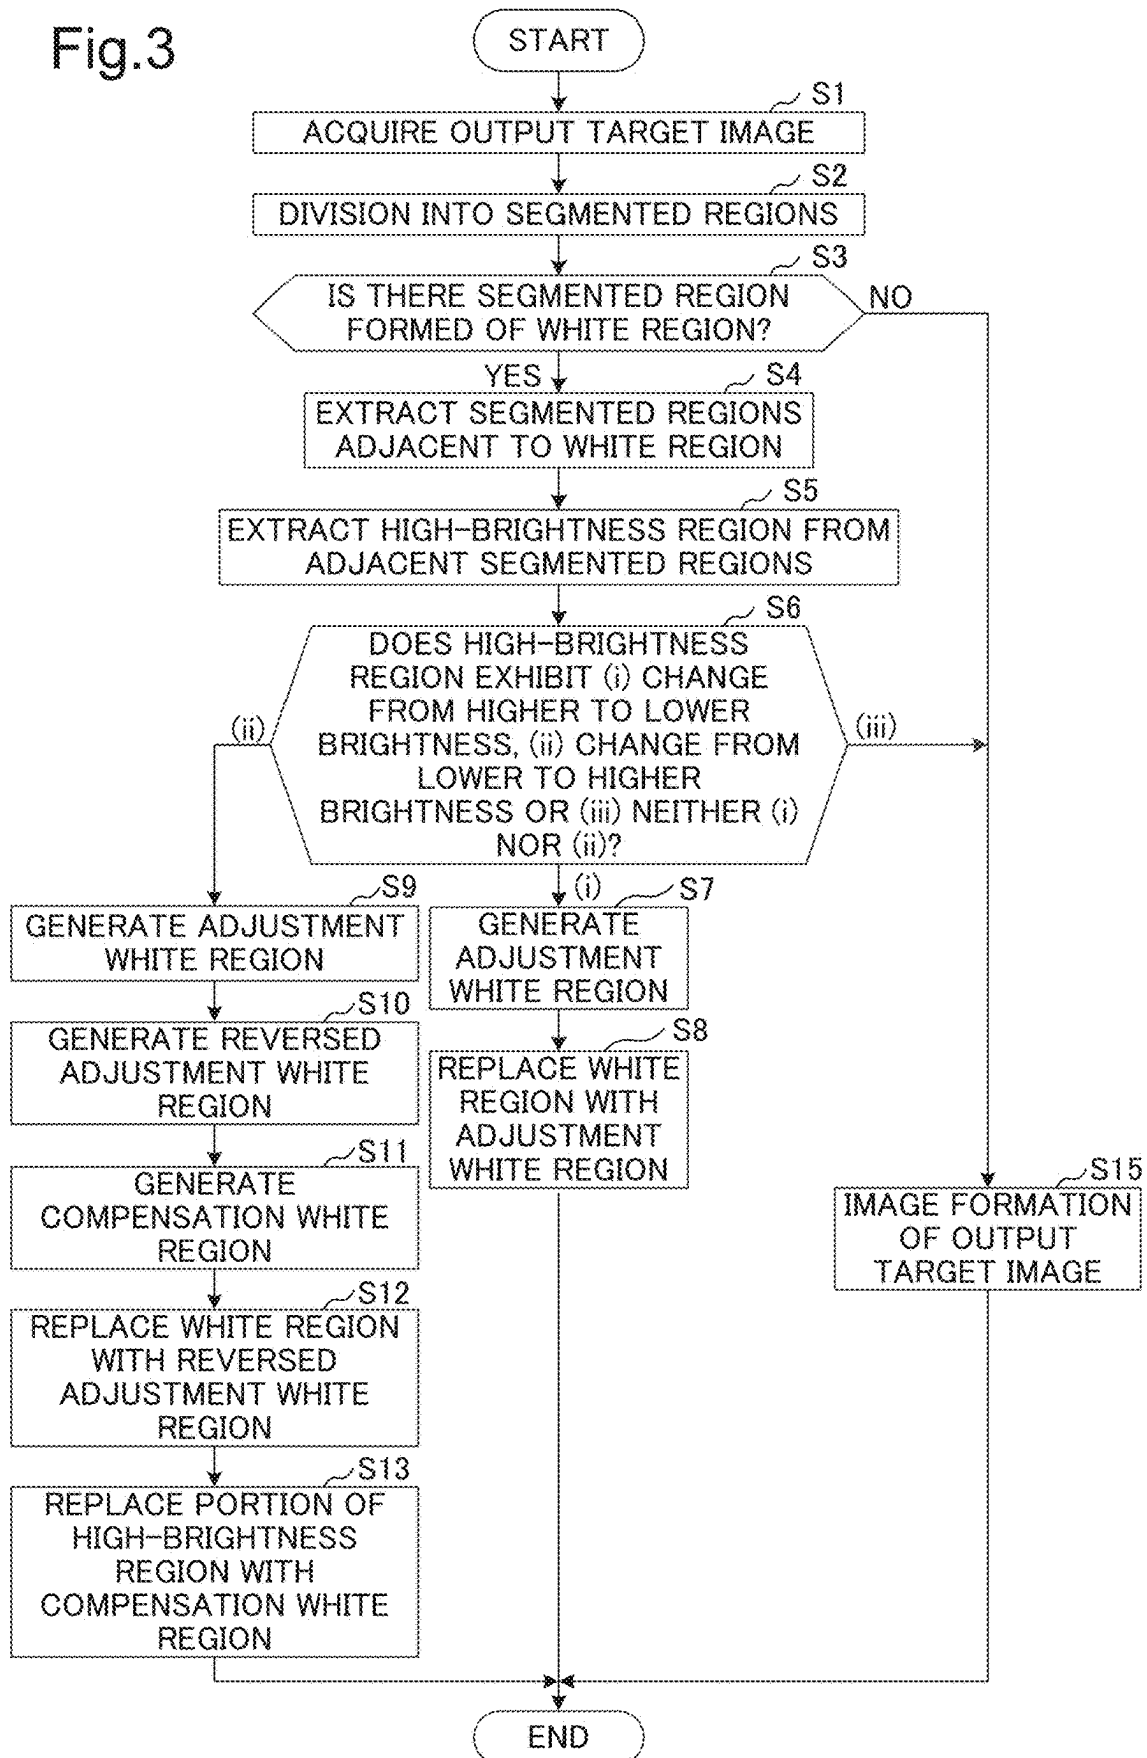 Fig.3
START
S1
ACQUIRE OUTPUT TARGET IMAGE
S2
DIVISION INTO SEGMENTED REGIONS
S3
IS THERE SEGMENTED REGION
FORMED OF WHITE REGION?
NO
YES
S4
EXTRACT SEGMENTED REGIONS
ADJACENT TO WHITE REGION
S5
EXTRACT HIGH-BRIGHTNESS REGION FROM
ADJACENT SEGMENTED REGIONS
S6
DOES HIGH-BRIGHTNESS
REGION EXHIBIT (i) CHANGE
FROM HIGHER TO LOWER
BRIGHTNESS, (ii) CHANGE FROM
LOWER TO HIGHER
BRIGHTNESS OR (iii) NEITHER (i)
NOR (ii)?
(ii)
(iii)
(i)
S9
GENERATE ADJUSTMENT
WHITE REGION
S10
GENERATE REVERSED
ADJUSTMENT WHITE
REGION
S11
GENERATE
COMPENSATION WHITE
REGION
S12
REPLACE WHITE REGION
WITH REVERSED
ADJUSTMENT WHITE
REGION
S13
REPLACE PORTION OF
HIGH-BRIGHTNESS
REGION WITH
COMPENSATION WHITE
REGION
S7
GENERATE
ADJUSTMENT
WHITE REGION
S8
REPLACE WHITE
REGION WITH
ADJUSTMENT
WHITE REGION
S15
IMAGE FORMATION
OF OUTPUT
TARGET IMAGE
END